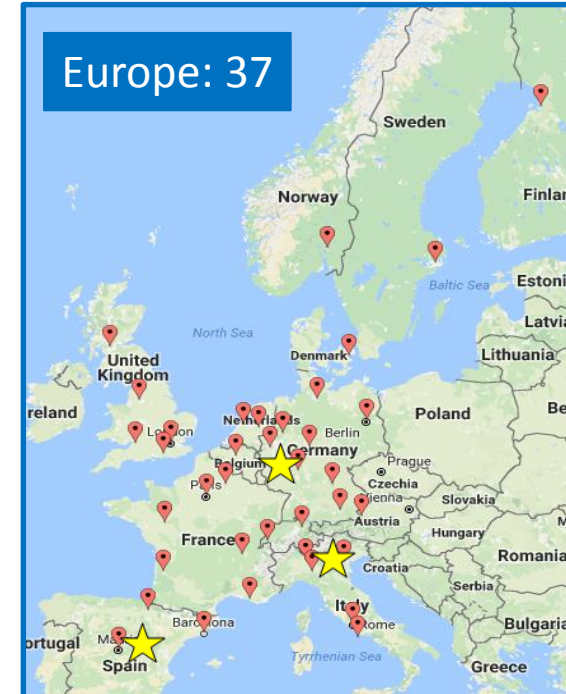 Europe: 37
Sweden
Norway
Finlar
Baltic Sea
Estoni
Latvia
North Sea
Denmark
Lithuania
United
Kingdom
reland
Netherlands
London
Berlin
Poland
Be
Belgium
Germany
Prague
Paris
Czechia
Vienna
Slovakia
Austria
France
Hungary
Romania
Croatia
Serbia
Italy
Barcelona
Rome
Bulgaria
ortugal
Ma
Spain
Tyrrhenian Sea
Greece